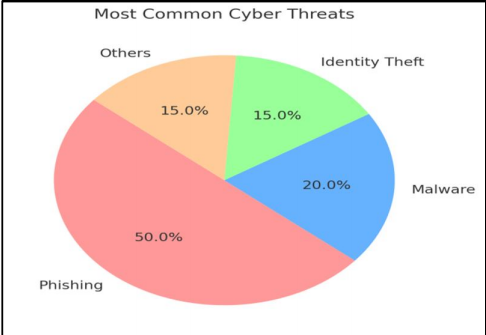 Most Common Cyber Threats
Others
Identity Theft
15.0%
15.0%
20.0%
Malware
50.0%
Phishing